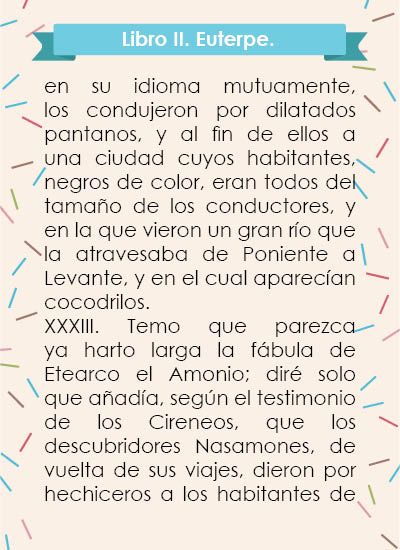 Libro II. Euterpe.
en su idioma mutuamente,
los condujeron por dilatados
pantanos, y al fin de ellos a
una ciudad cuyos habitantes,
negros de color, eran todos del
tamaño de los conductores, y
en la que vieron un gran río que
la atravesaba de Poniente a
Levante, y en el cual aparecían
cocodrilos.
XXXIII. Temo que parezca
ya harto larga la fábula de
Etearco el Amonio; diré solo
que añadía, según el testimonio
de los Cireneos, que los
descubridores Nasamones, de
vuelta de sus viajes, dieron por
hechiceros a los habitantes de